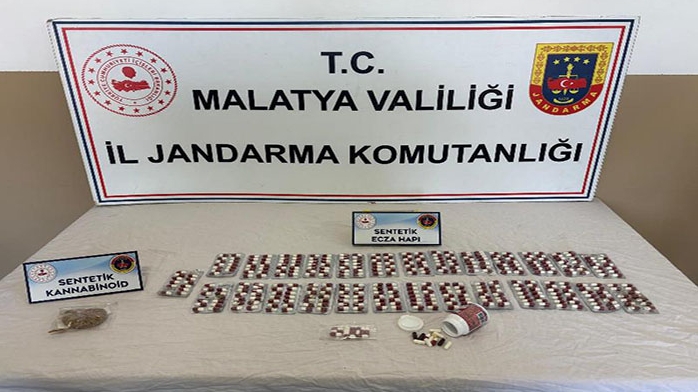 T.C.
MALATYA VALİLİĞİ
İL JANDARMA KOMUTANLIĞI
JANDARMA
SENTETİK
ECZA HAPI
SENTETİK
KANNABİNOİD